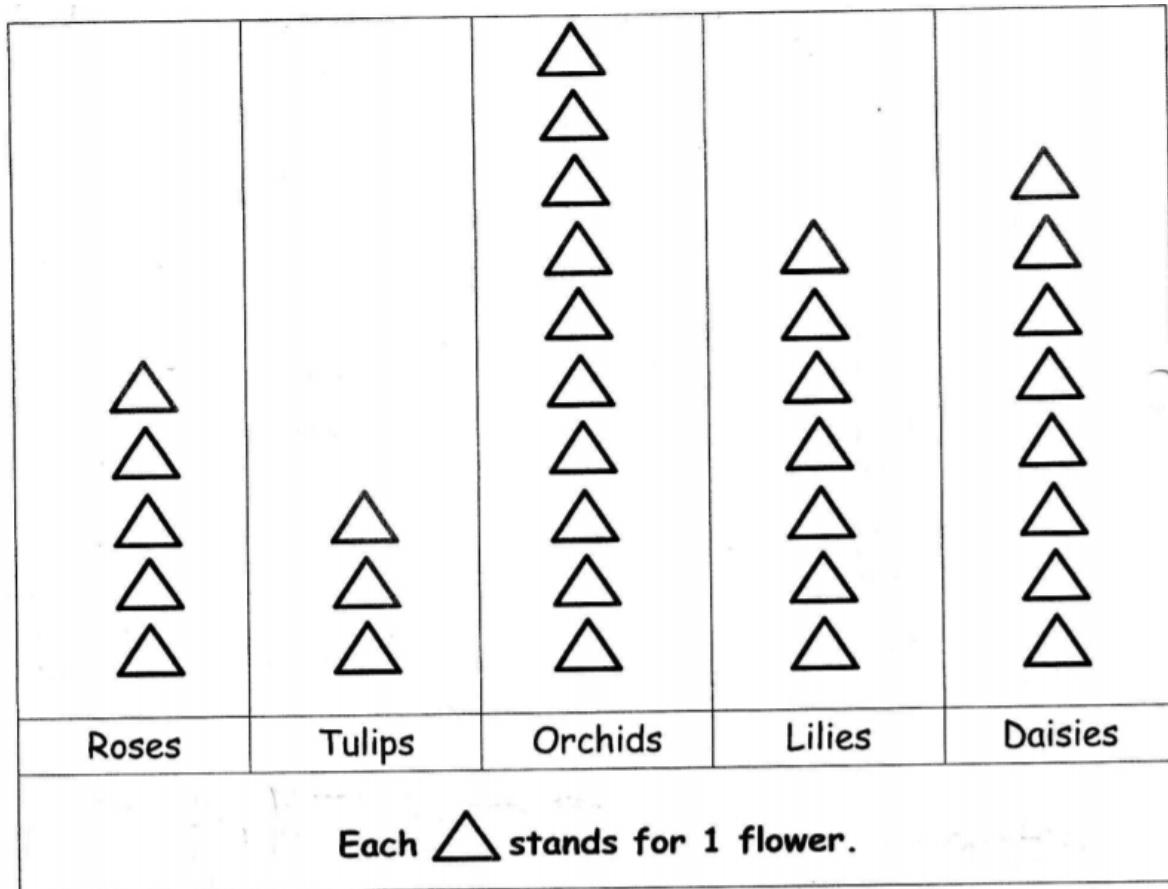 Roses Tulips Orchids Lilies Daisies
Each △ stands for 1 flower.